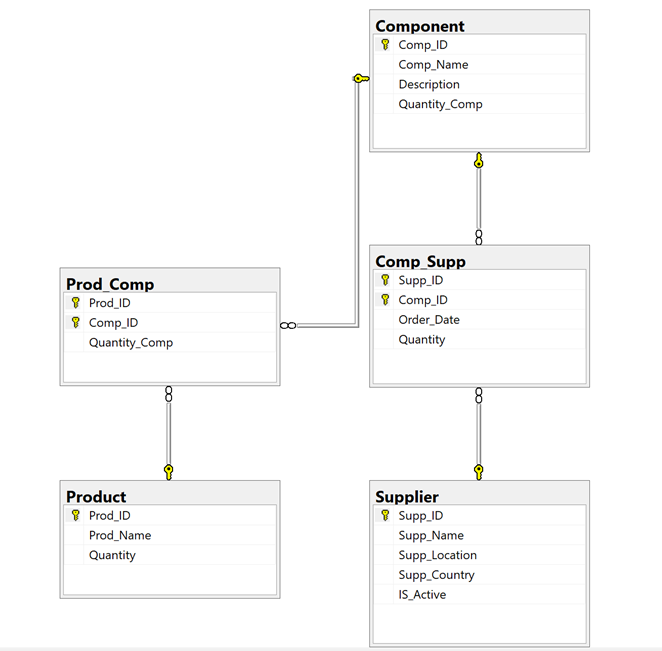 Component
Comp_ID
Comp_Name
Description
Quantity_Comp
Prod_Comp
Prod_ID
Comp_ID
Quantity_Comp
Comp_Supp
Supp_ID
Comp_ID
Order_Date
Quantity
Product
Prod_ID
Prod_Name
Quantity
Supplier
Supp_ID
Supp_Name
Supp_Location
Supp_Country
IS_Active